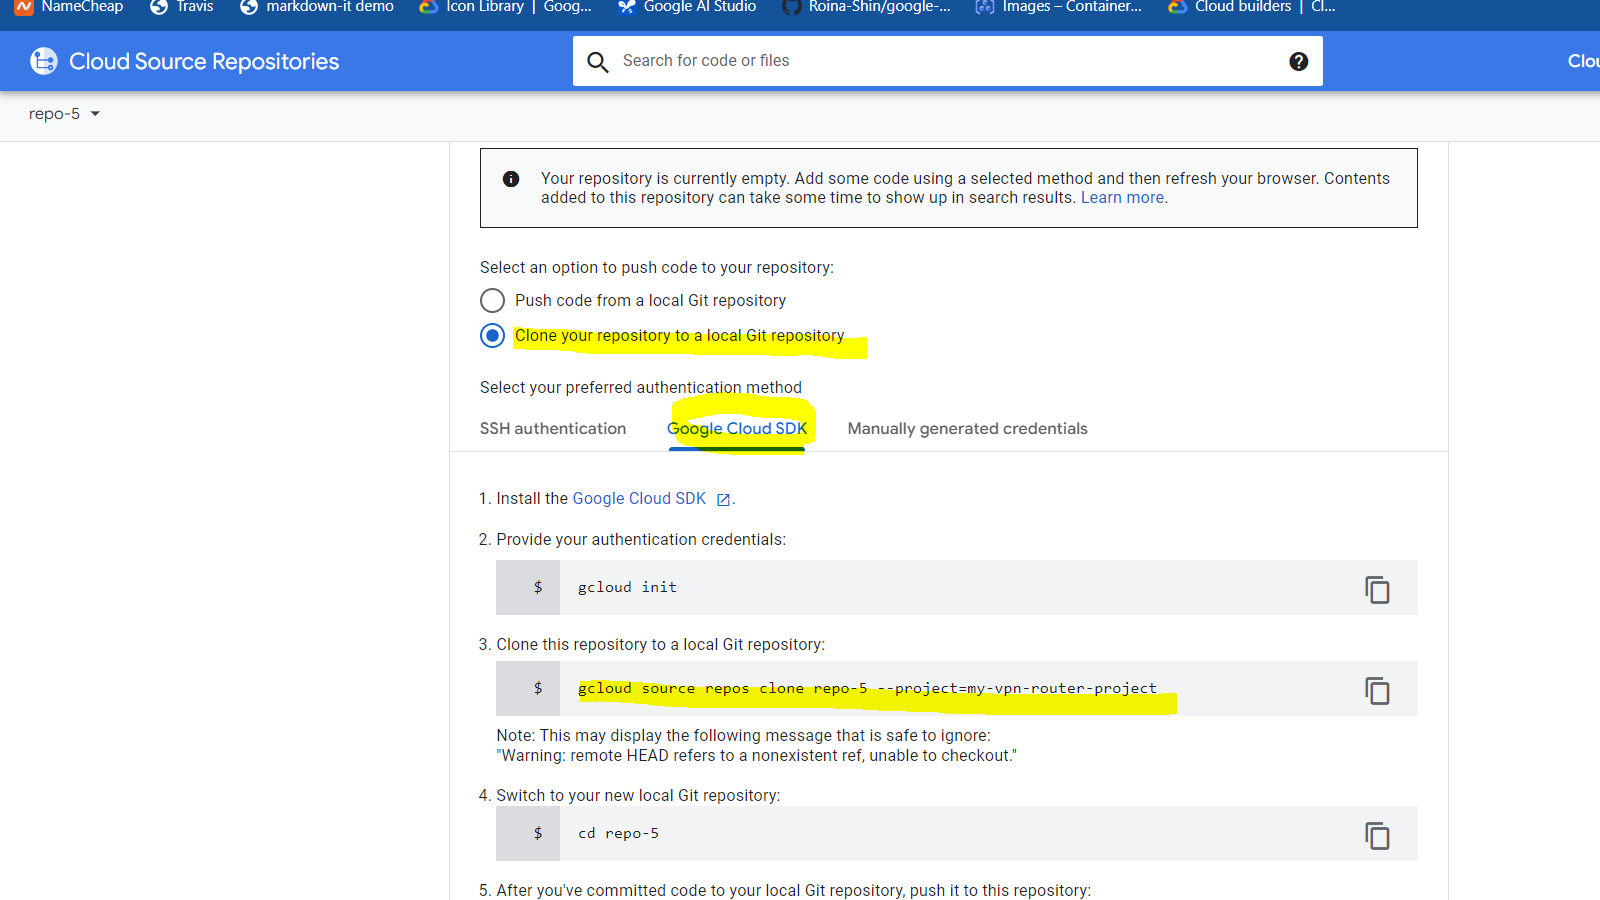 NameCheap Travis markdown-it demo Icon Library | Goog... Google AI Studio Roina-Shin/google-... Images – Container... Cloud builders | Cl...
Cloud Source Repositories Search for code or files Clou
repo-5
Your repository is currently empty. Add some code using a selected method and then refresh your browser. Contents
added to this repository can take some time to show up in search results. Learn more.
Select an option to push code to your repository:
Push code from a local Git repository
Clone your repository to a local Git repository
Select your preferred authentication method
SSH authentication Google Cloud SDK Manually generated credentials
1. Install the Google Cloud SDK .
2. Provide your authentication credentials:
$ gcloud init
3. Clone this repository to a local Git repository:
$ gcloud source repos clone repo-5 --project=my-vpn-router-project
Note: This may display the following message that is safe to ignore:
"Warning: remote HEAD refers to a nonexistent ref, unable to checkout."
4. Switch to your new local Git repository:
$ cd repo-5
5. After you've committed code to your local Git repository, push it to this repository: